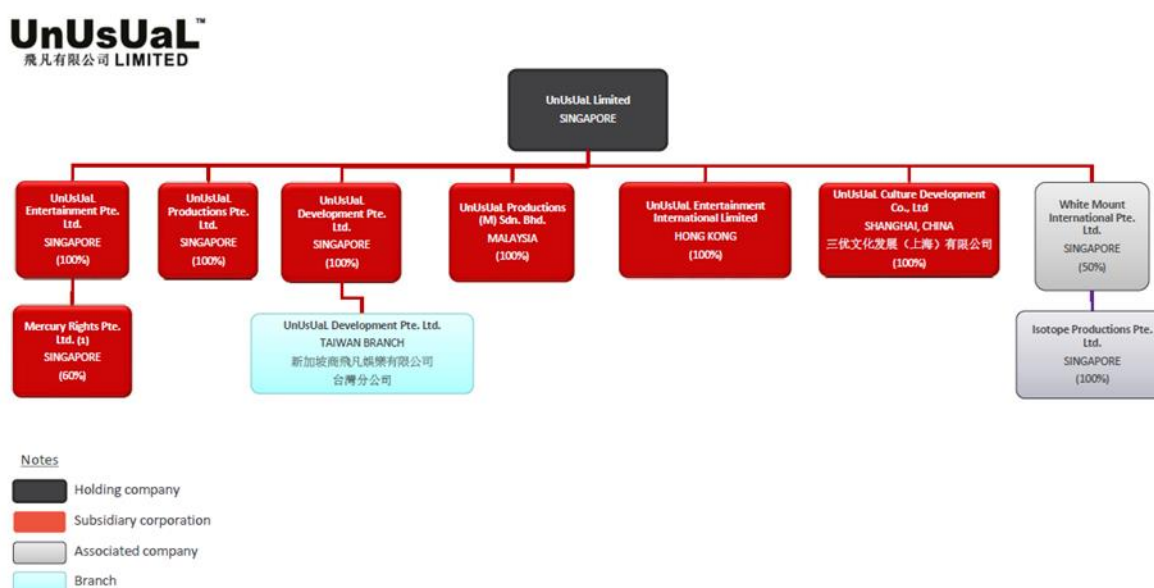 UnUsUaL™
飛凡有限公司 LIMITED
UnUsUaL Limited
SINGAPORE
UnUsUaL
Entertainment Pte.
Ltd.
SINGAPORE
(100%)
UnUsUaL
Productions Pte.
Ltd.
SINGAPORE
(100%)
UnUsUaL
Development Pte.
Ltd.
SINGAPORE
(100%)
UnUsUaL Productions
(M) Sdn. Bhd.
MALAYSIA
(100%)
UnUsUaL Entertainment
International Limited
HONG KONG
(100%)
UnUsUaL Culture Development
Co., Ltd
SHANGHAI, CHINA
三优文化发展（上海）有限公司
(100%)
White Mount
International Pte.
Ltd.
SINGAPORE
(50%)
Mercury Rights Pte.
Ltd. (1)
SINGAPORE
(60%)
UnUsUaL Development Pte. Ltd.
TAIWAN BRANCH
新加坡商飛凡娛樂有限公司
台灣分公司
Isotope Productions Pte.
Ltd.
SINGAPORE
(100%)
Notes
Holding company
Subsidiary corporation
Associated company
Branch